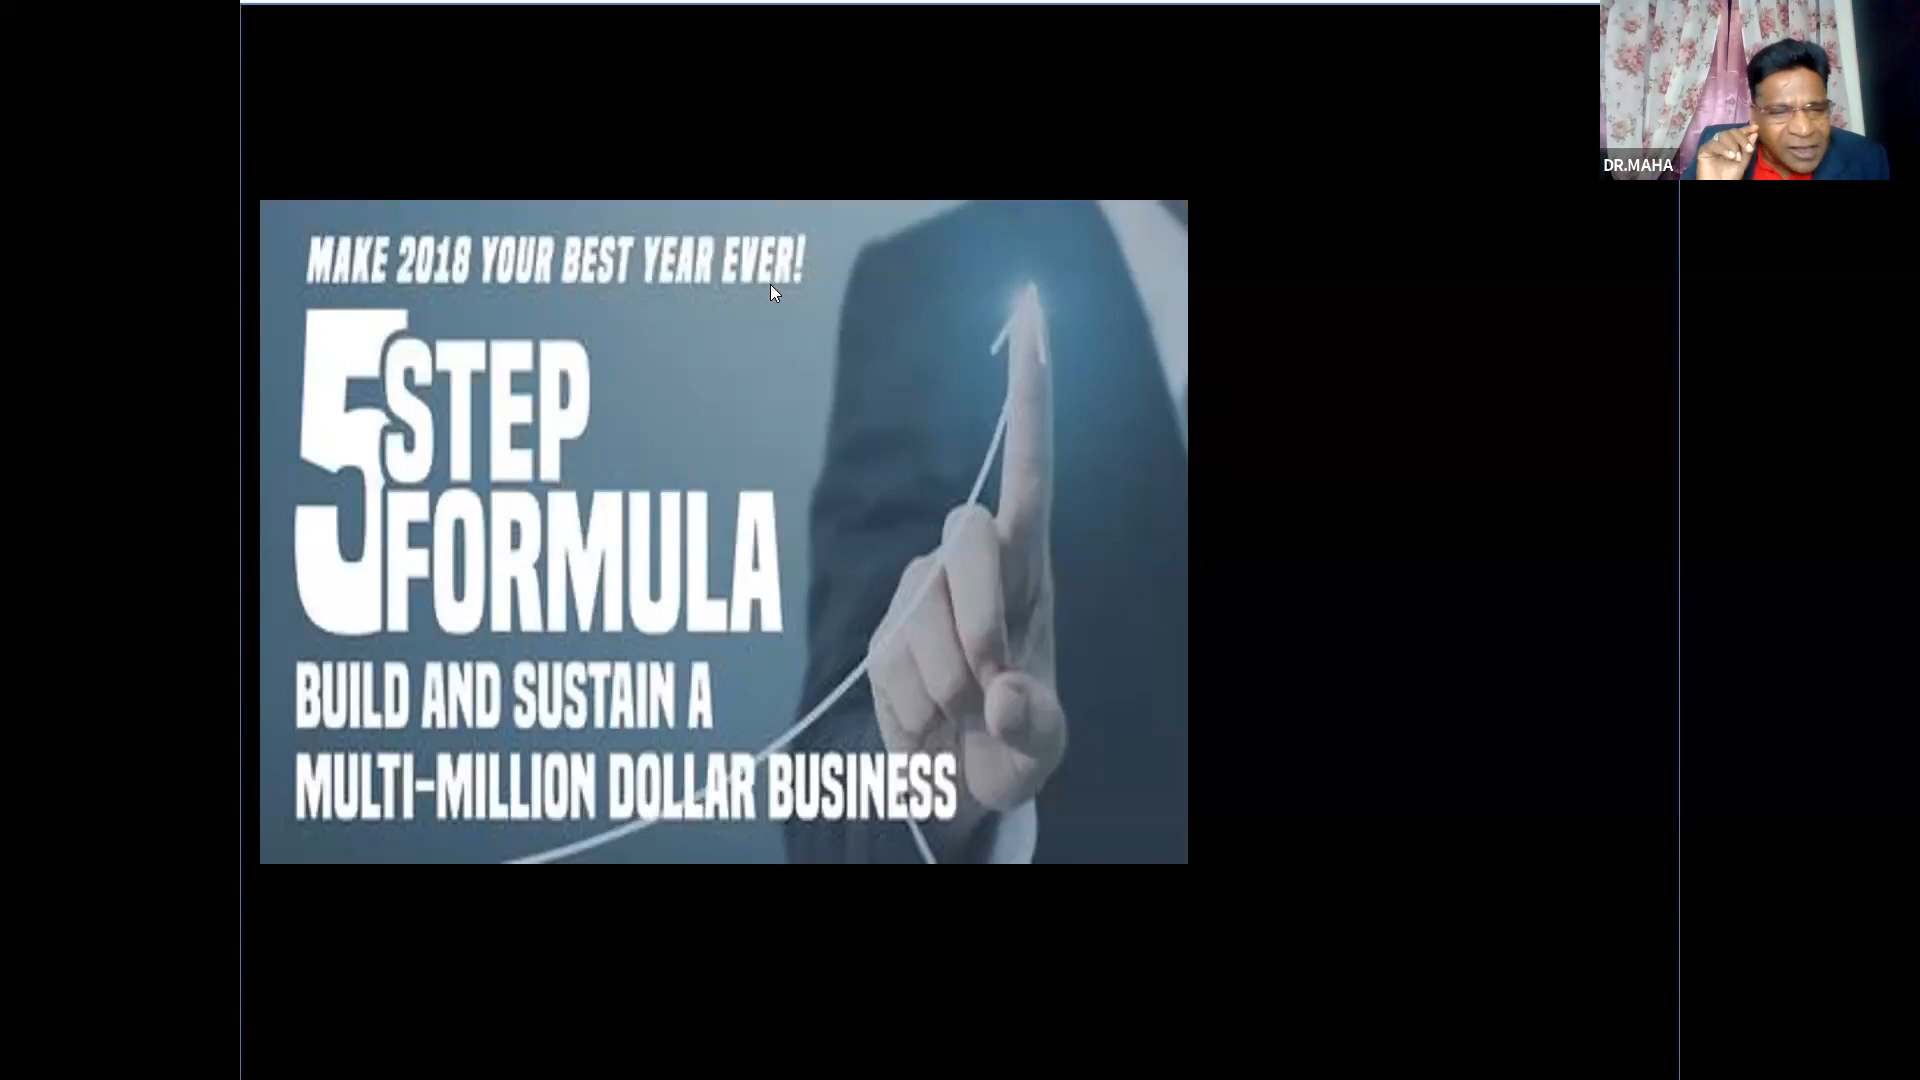 MAKE 2018 YOUR BEST YEAR EVER!
5 STEP
FORMULA
BUILD AND SUSTAIN A
MULTI-MILLION DOLLAR BUSINESS
DR.MAHA